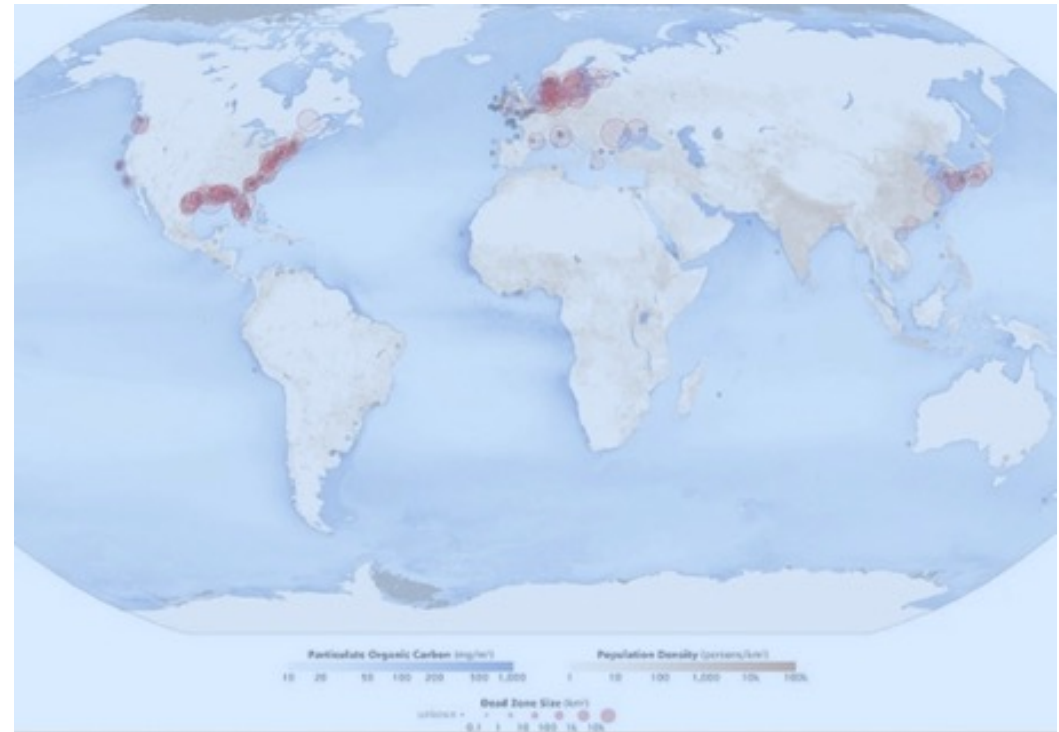 Particulate Organic Carbon (mg/m³)
10 20 50 100 200 500 1,000
Population Density (persons/km²)
1 10 100 1,000 10k 100k
Dead Zone Size (km²)
unknown 0.1 1 10 100 1k 10k